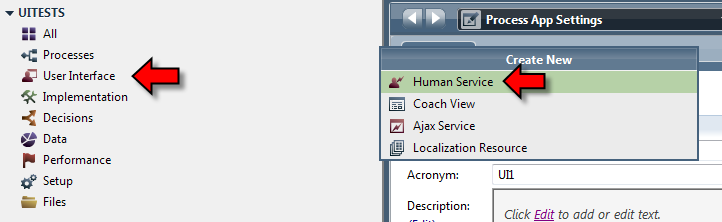 UITESTS
All
Processes
User Interface
Implementation
Decisions
Data
Performance
Setup
Files
Process App Settings
Create New
Human Service
Coach View
Ajax Service
Localization Resource
Acronym: UI1
Description:
Click Edit to add or edit text.
(Edit)